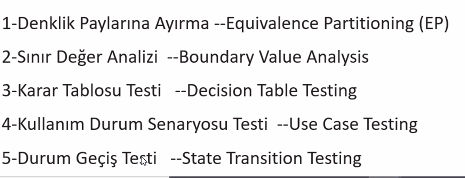 1-Denklik Paylarına Ayırma --Equivalence Partitioning (EP)
2-Sınır Değer Analizi --Boundary Value Analysis
3-Karar Tablosu Testi --Decision Table Testing
4-Kullanım Durum Senaryosu Testi --Use Case Testing
5-Durum Geçiş Testi --State Transition Testing